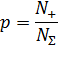 p = N₊ / N_Σ